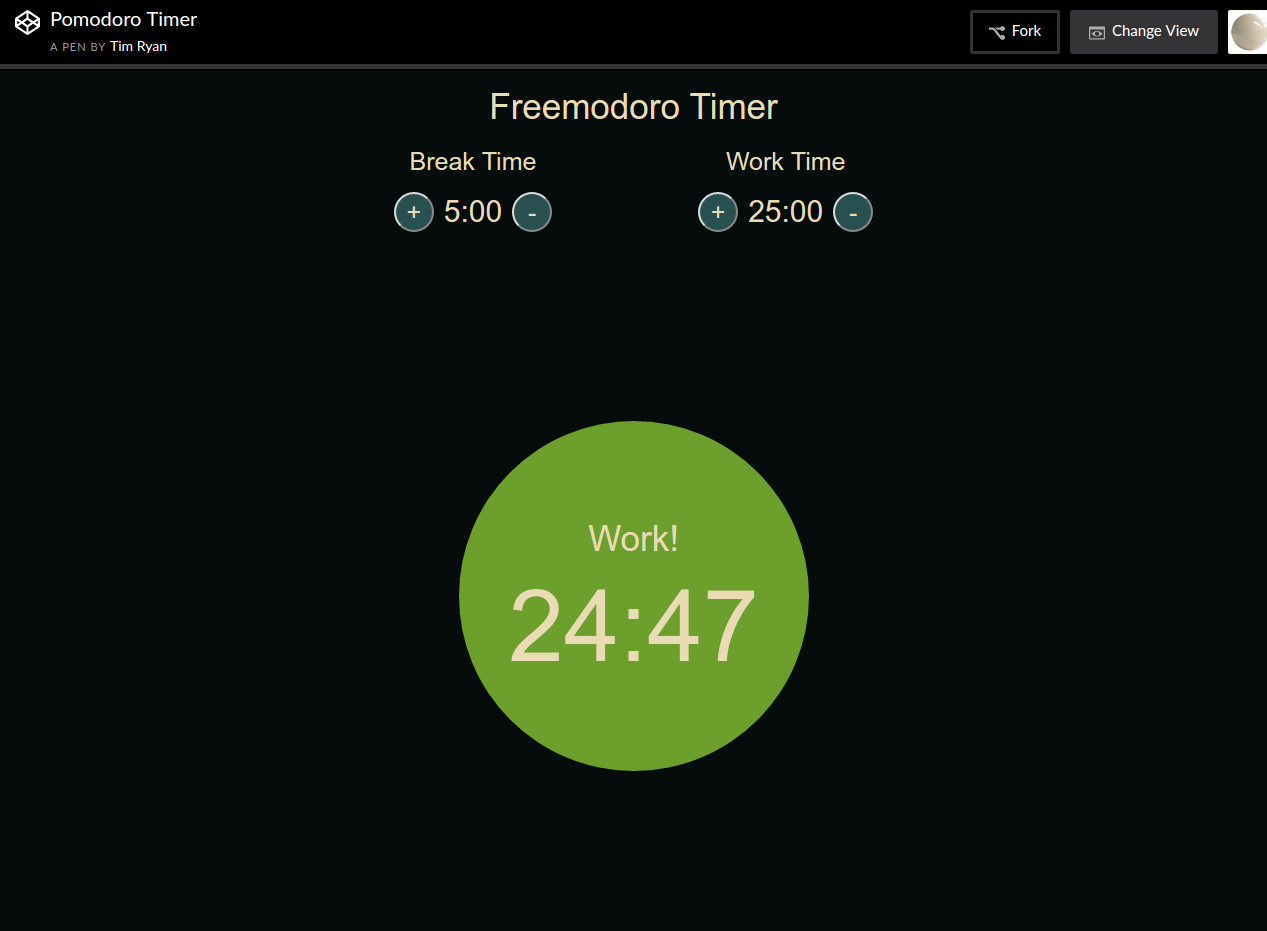 Pomodoro Timer
A PEN BY Tim Ryan
Fork
Change View
Freemodoro Timer
Break Time
+ 5:00 -
Work Time
+ 25:00 -
Work!
24:47